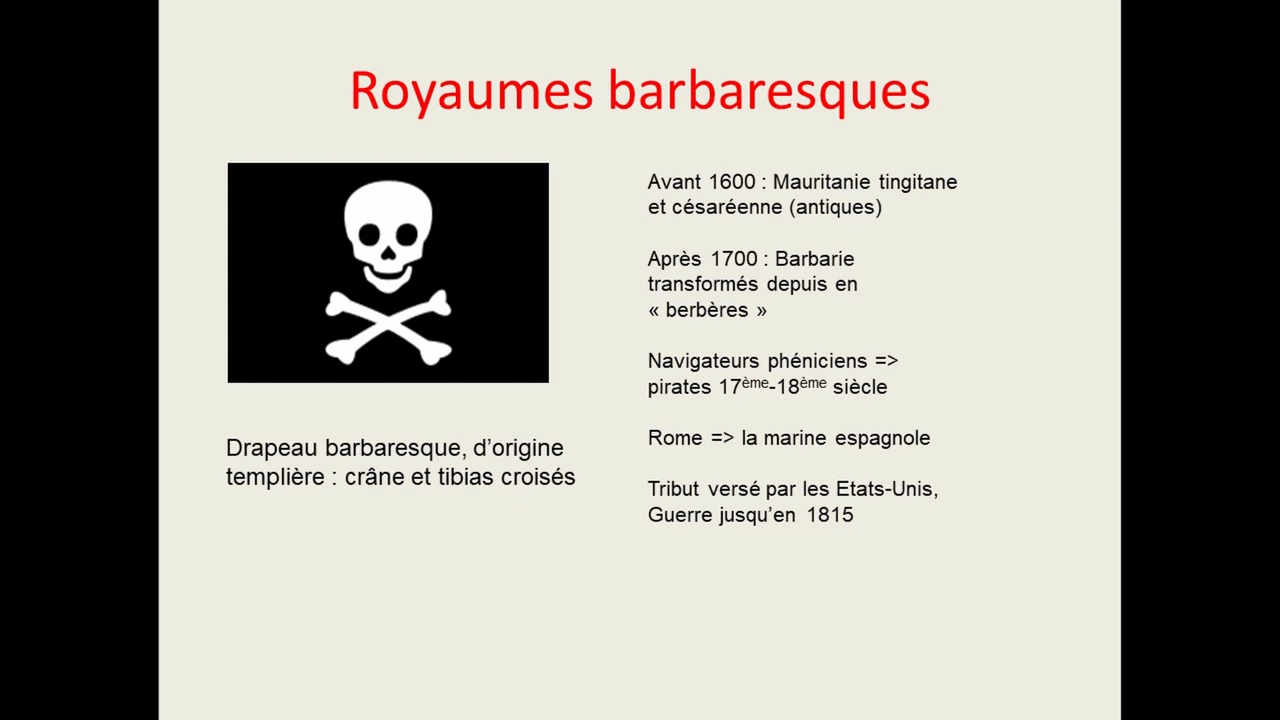 Royaumes barbaresques
Drapeau barbaresque, d’origine
templière : crâne et tibias croisés
Avant 1600 : Mauritanie tingitane
et césaréenne (antiques)
Après 1700 : Barbarie
transformés depuis en
« berbères »
Navigateurs phéniciens =>
pirates 17ème-18ème siècle
Rome => la marine espagnole
Tribut versé par les Etats-Unis,
Guerre jusqu’en 1815